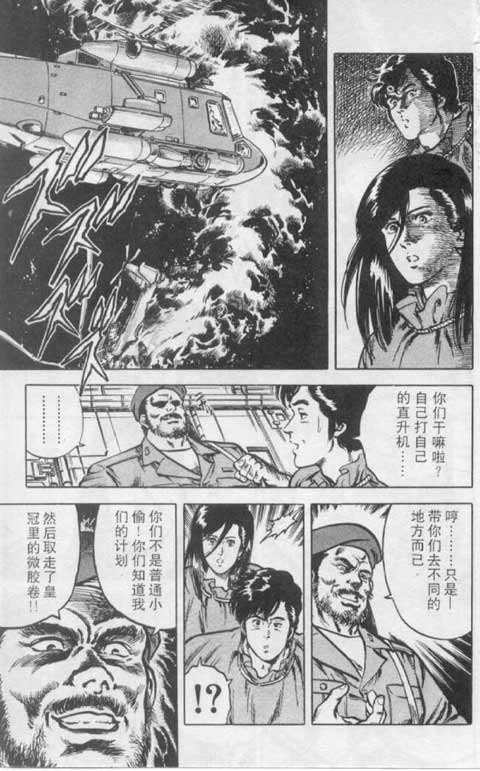 ズズズズ
ズ
你们干嘛啦？
自己打自己
的直升机……
…………
…………
哼………只是—
带你们去不同的
地方而己
!?
你们不是普通小
偷！你们知道我
们的计划
然后取走了皇
冠里的微胶卷!!